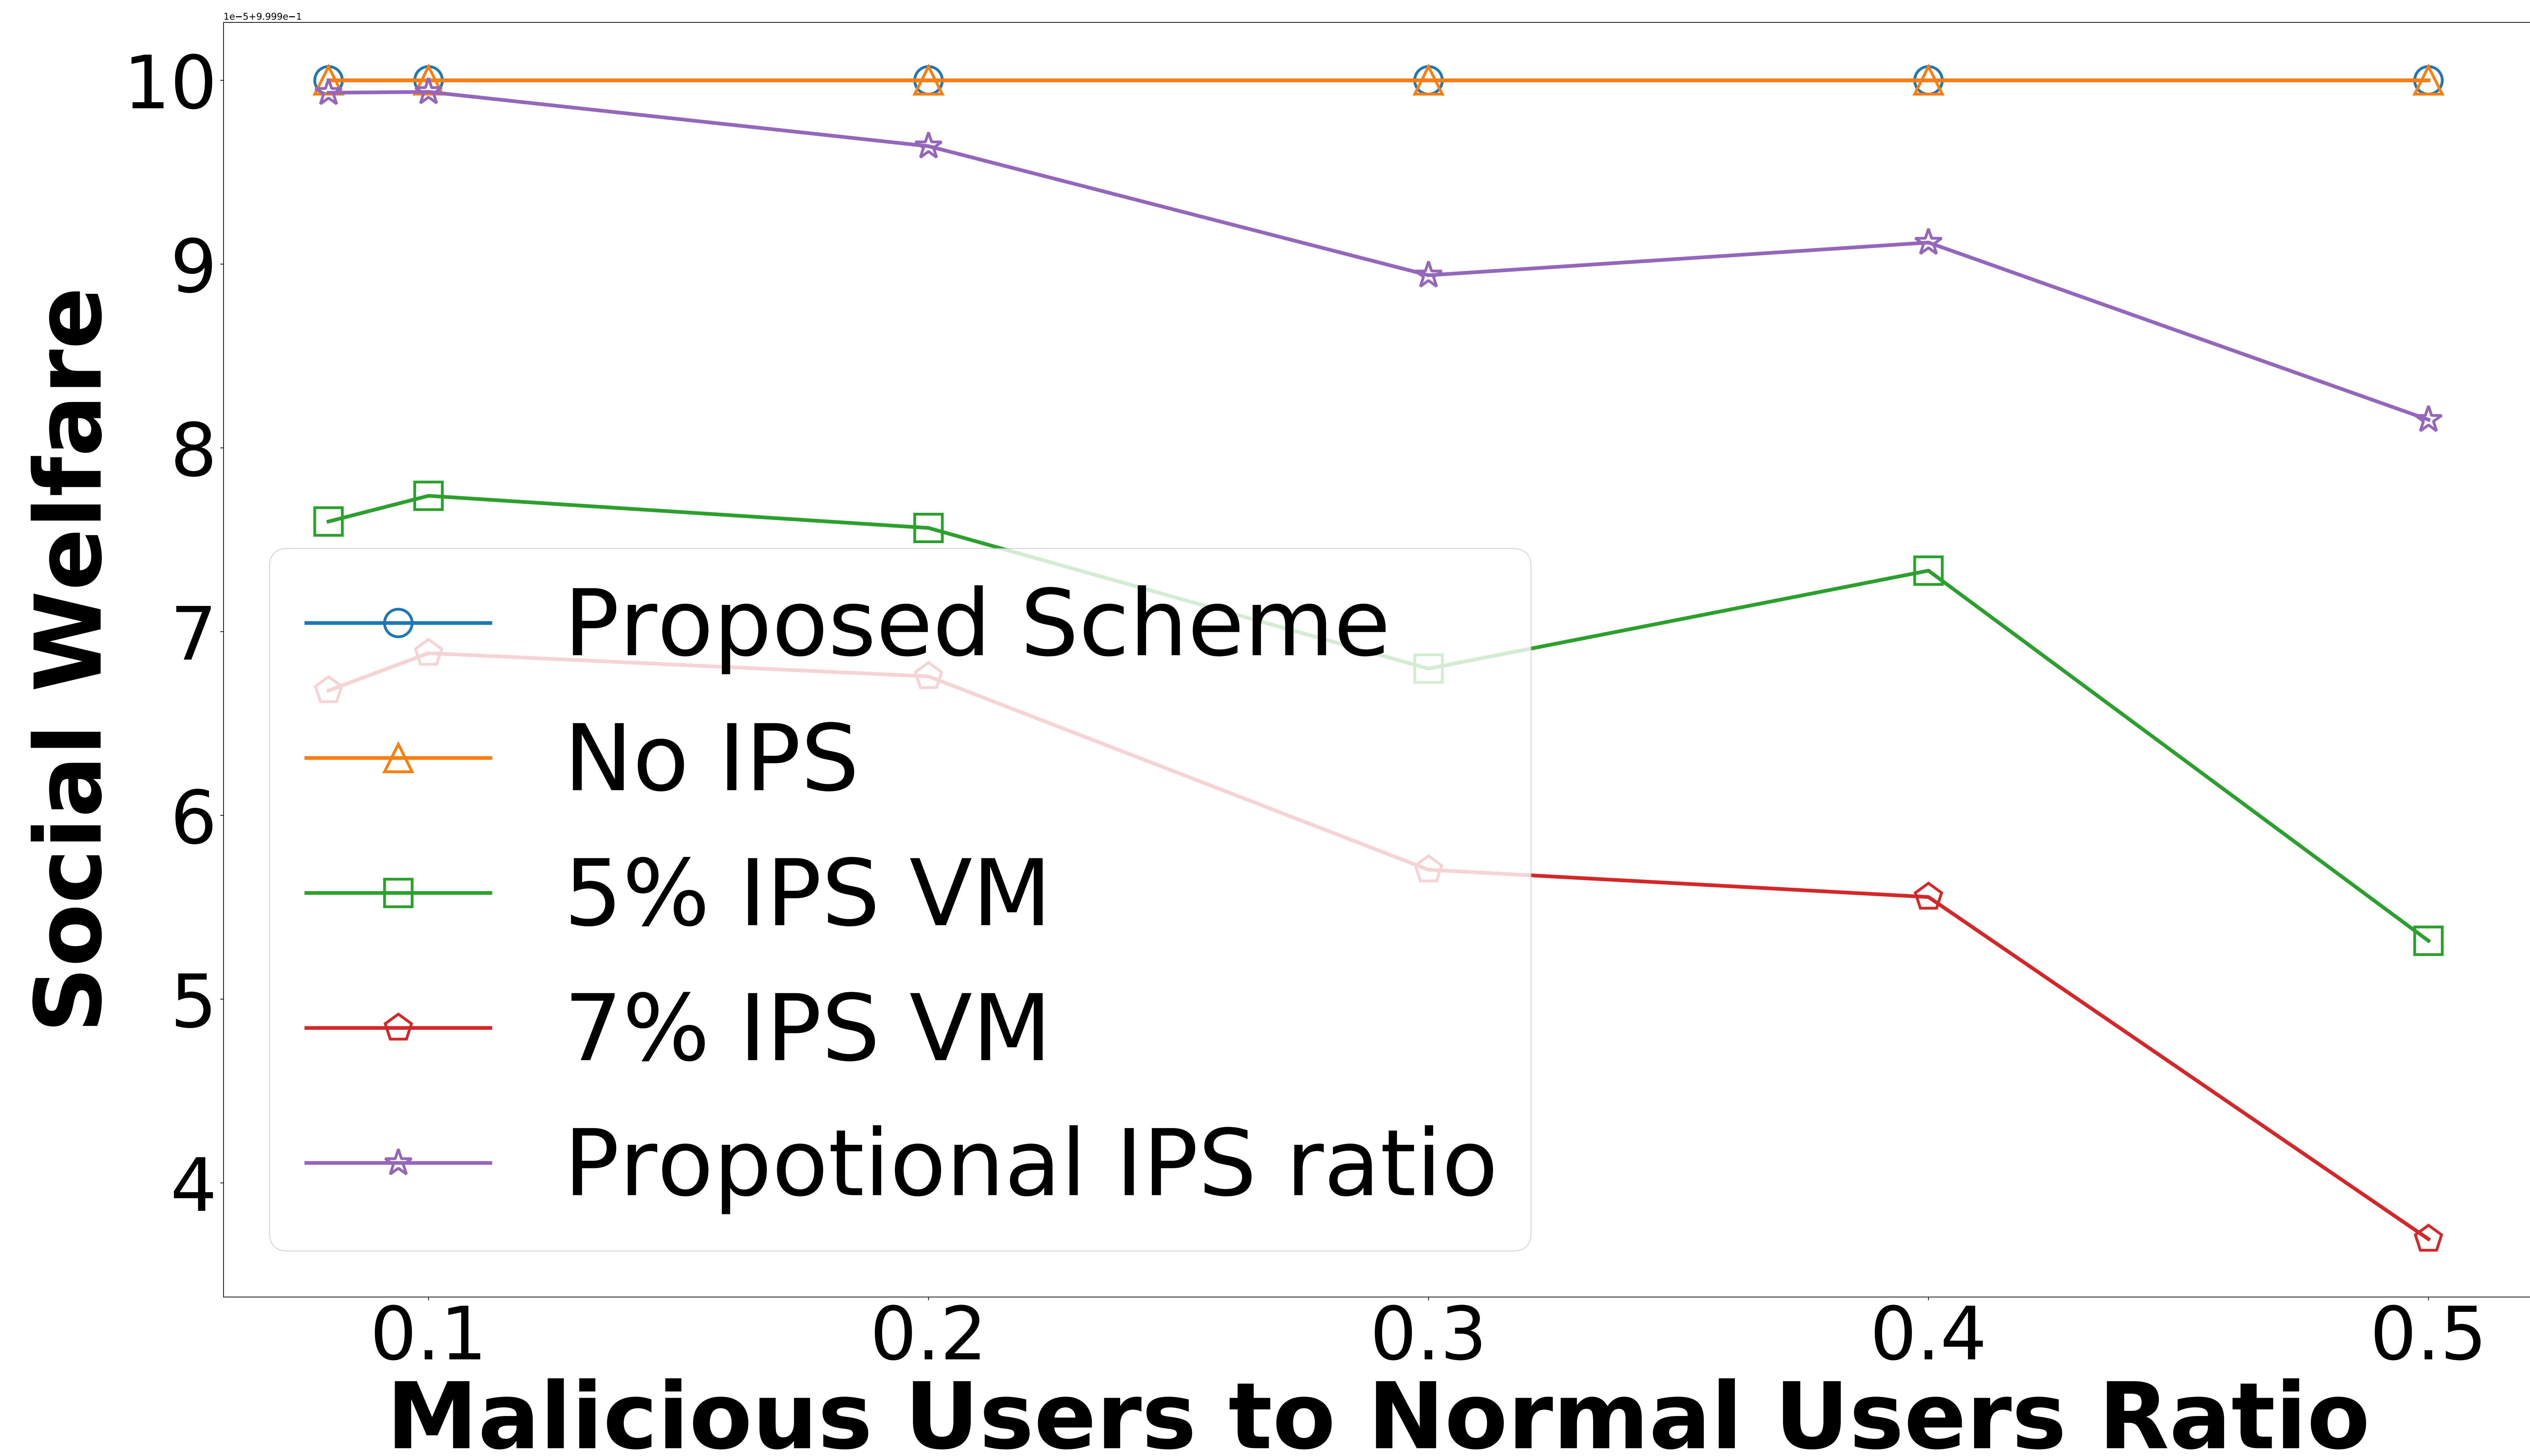 1e−5+9.999e−1
10
9
8
7
6
5
4
Social Welfare
Proposed Scheme
No IPS
5% IPS VM
7% IPS VM
Propotional IPS ratio
0.1 0.2 0.3 0.4 0.5
Malicious Users to Normal Users Ratio